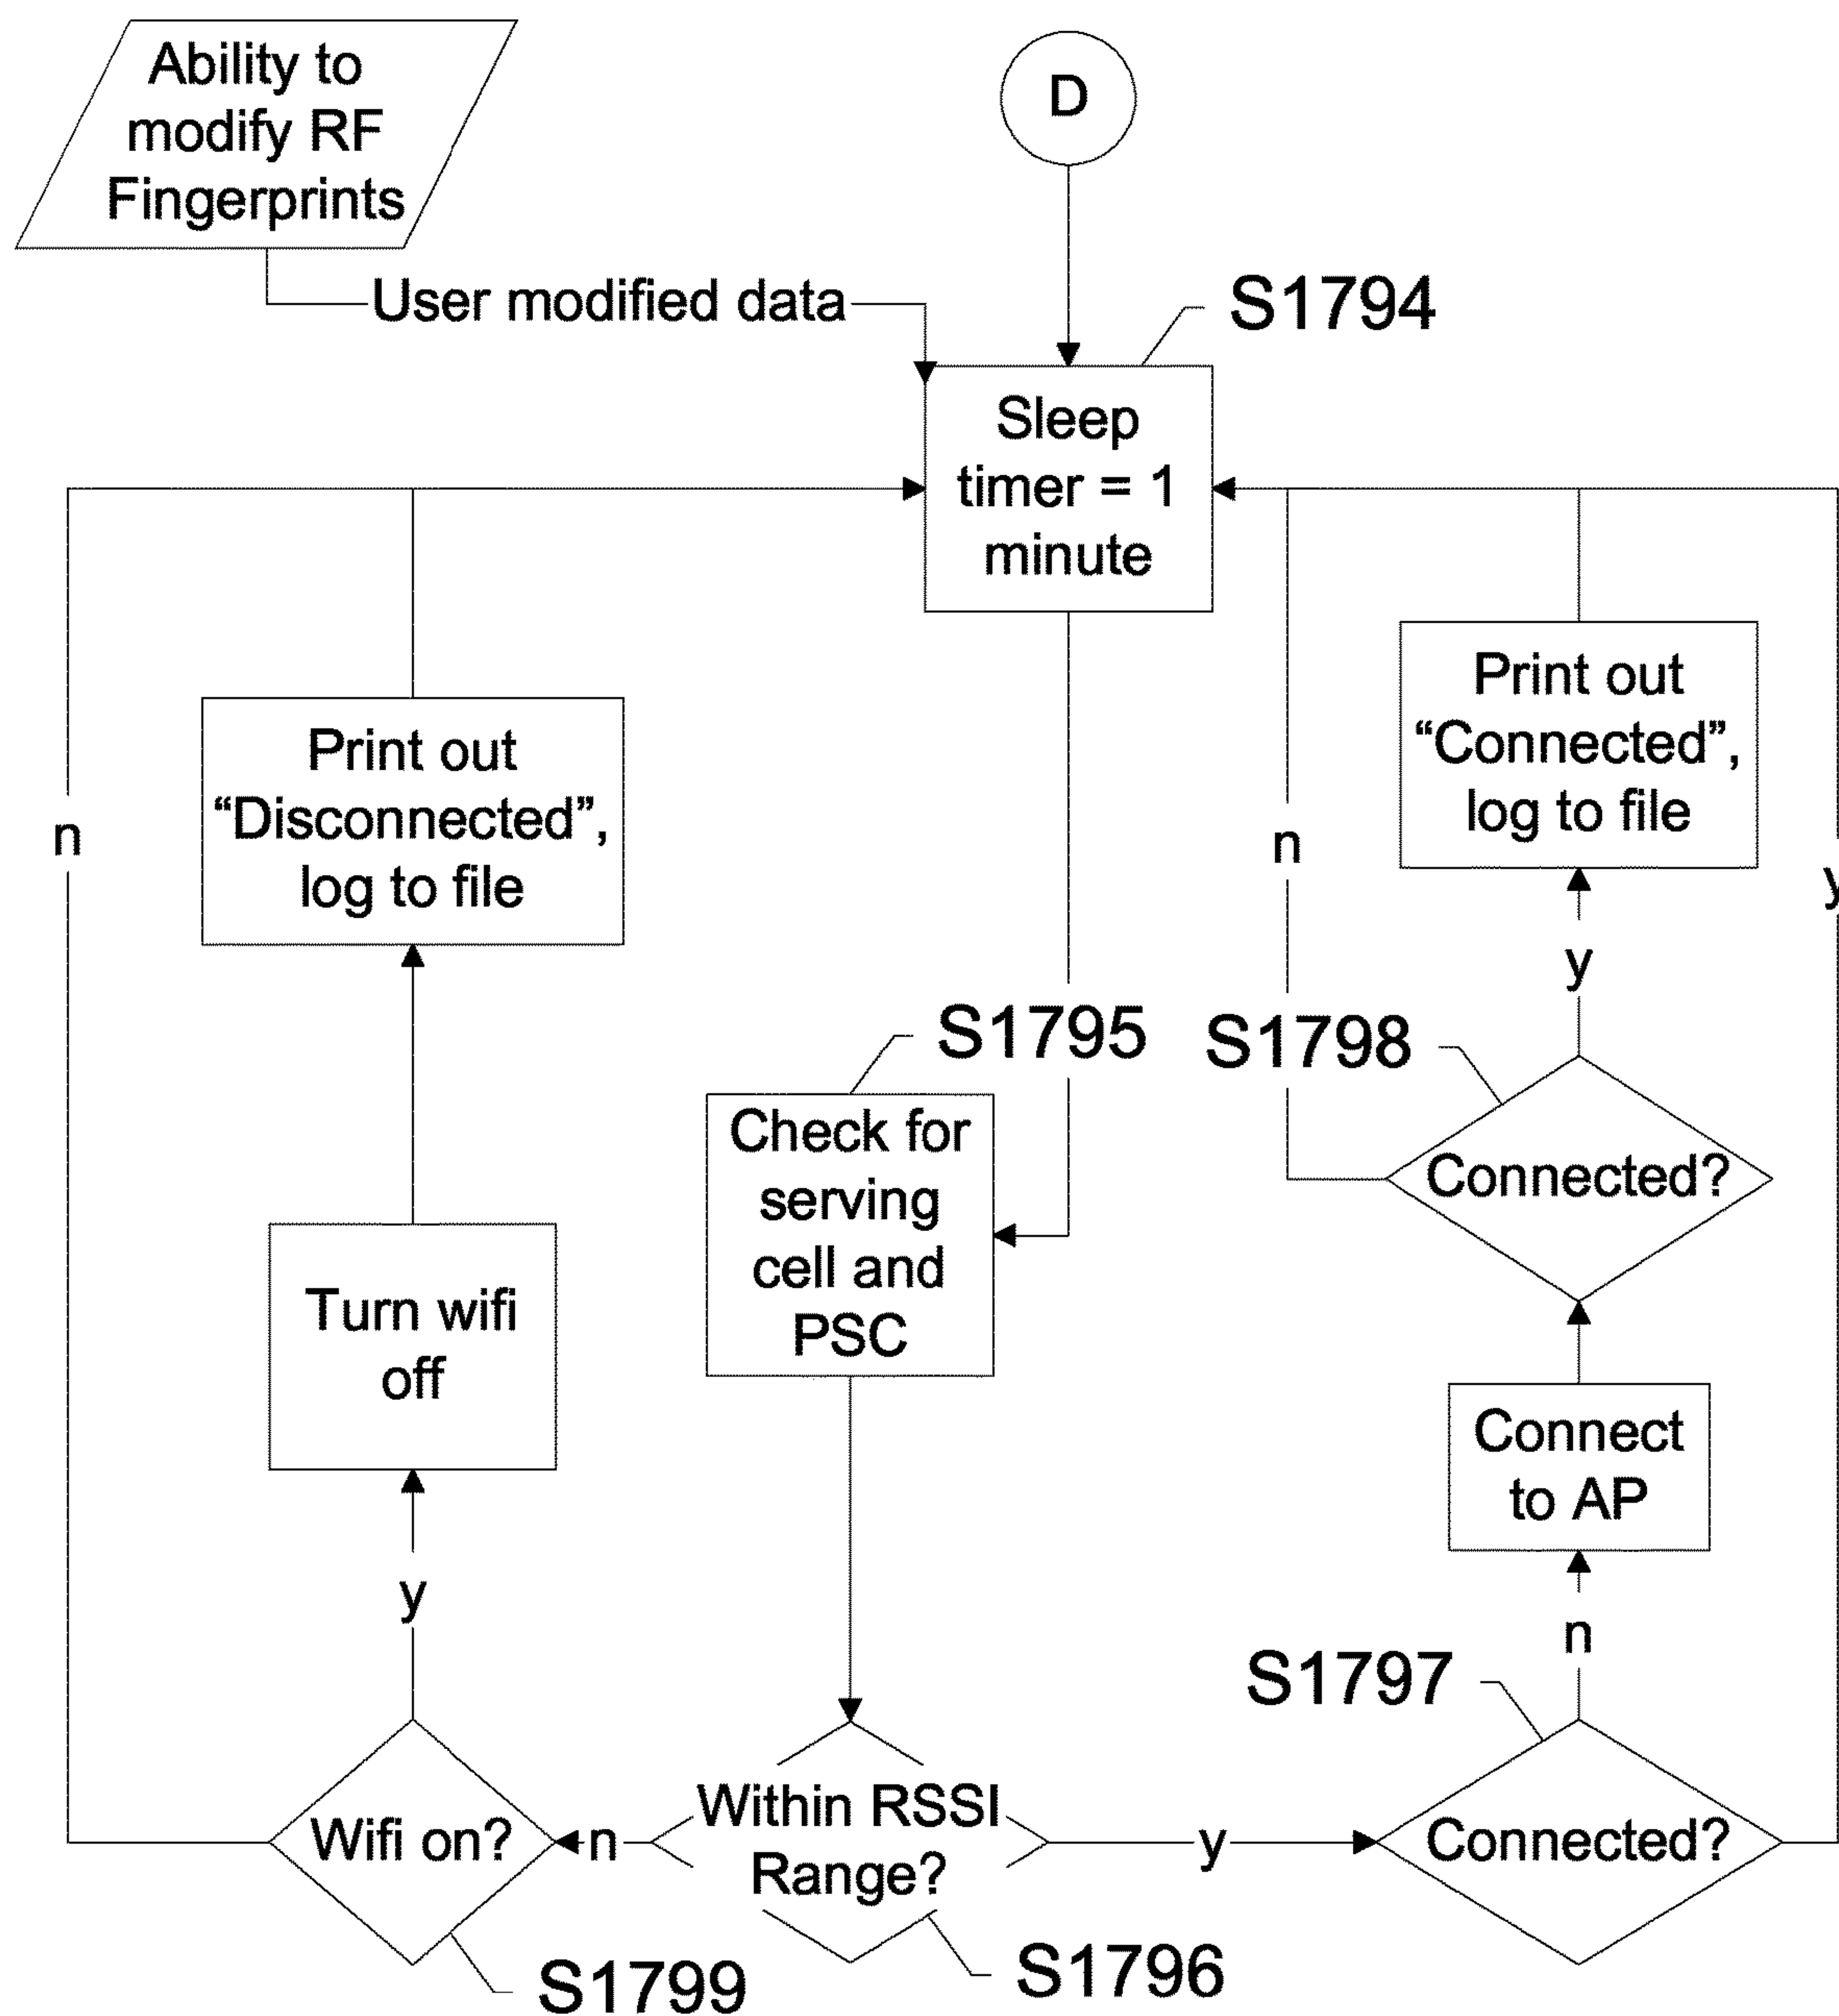 Ability to
modify RF
Fingerprints
D
User modified data
S1794
Sleep
timer = 1
minute
Print out
“Disconnected”,
log to file
n
Print out
“Connected”,
log to file
n
y
y
S1795
S1798
Check for
serving
cell and
PSC
Connected?
Turn wifi
off
Connect
to AP
y
n
S1797
Wifi on?
n
Within RSSI
Range?
y
Connected?
S1799
S1796